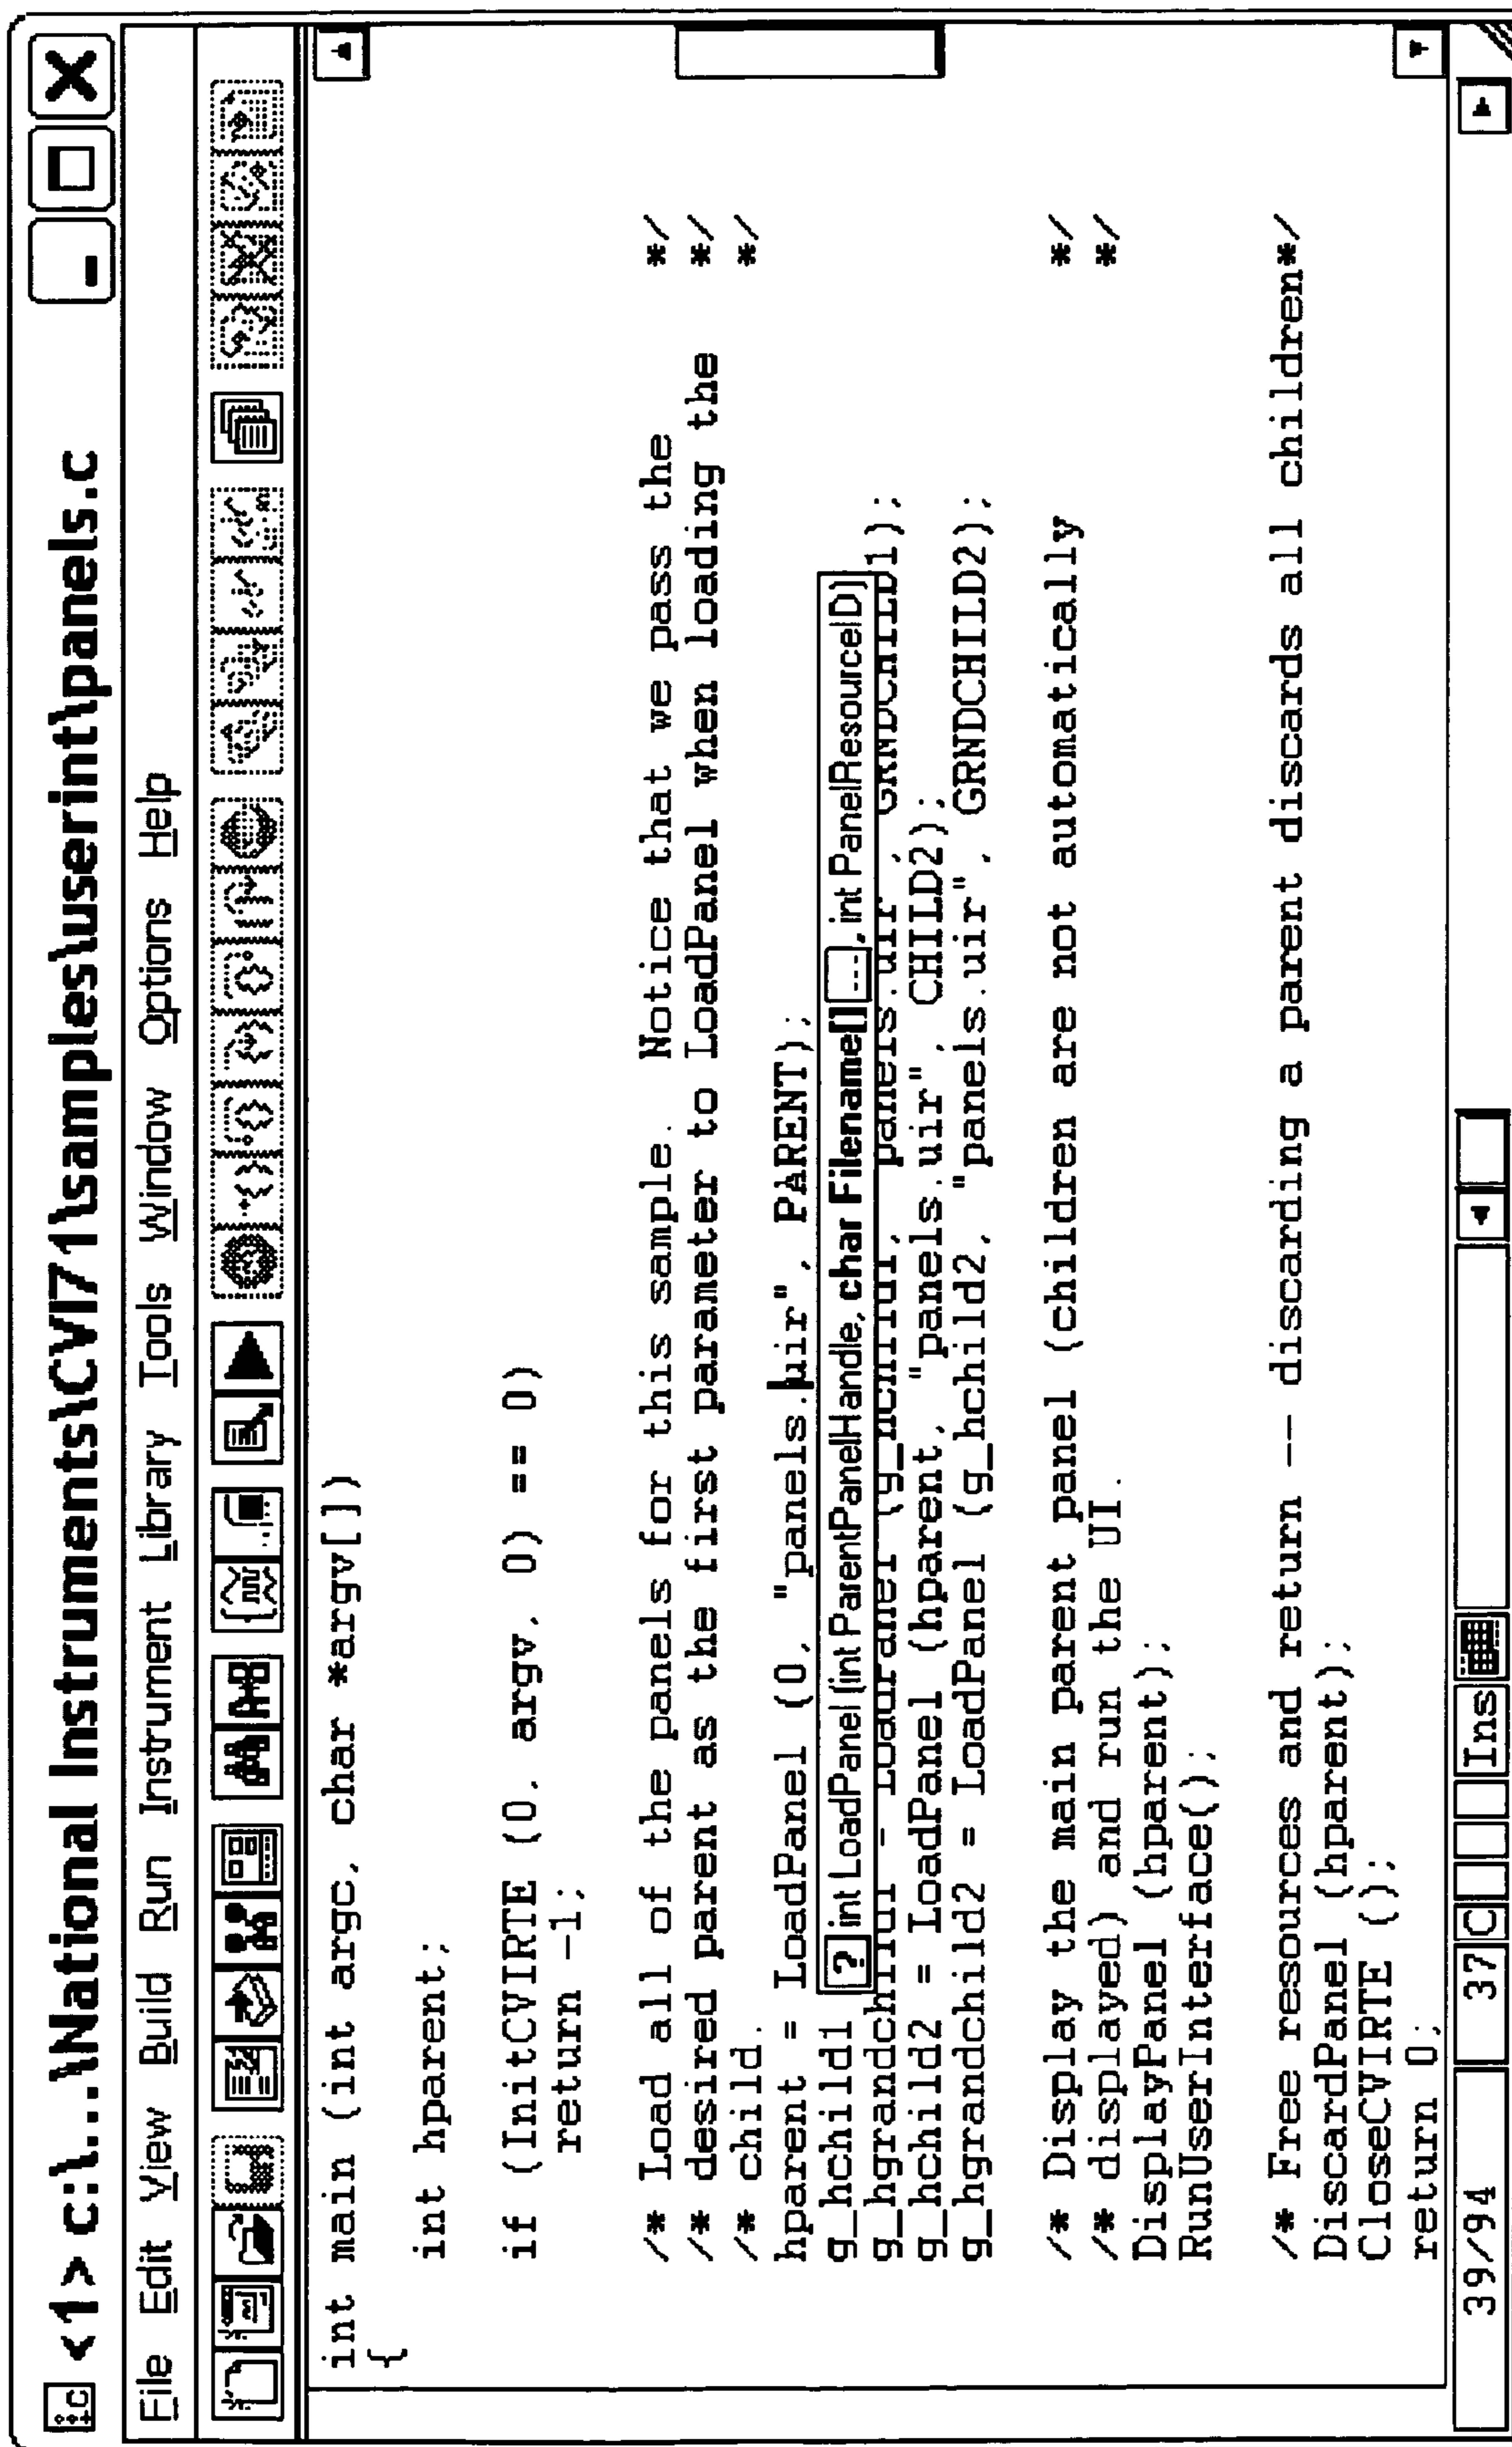 <1> c:\...\National Instruments\CVI71\samples\userint\panels.c
File Edit View Build Run Instrument Library Tools Window Options Help
int main (int argc, char *argv[])
{
int hparent;
if (InitCVIRTE (0, argv, 0) == 0)
return -1;
/* Load all of the panels for this sample. Notice that we pass the */
/* desired parent as the first parameter to LoadPanel when loading the */
/* child. */
hparent = LoadPanel (0, "panels.uir", PARENT);
g_hchild1
? int LoadPanel (int ParentPanelHandle, char Filename[] ..., int PanelResourceID)
g_hgrandchild1 = LoadPanel (g_hchild1, "panels.uir", GRNDCHILD1);
g_hchild2 = LoadPanel (hparent, "panels.uir", CHILD2);
g_hgrandchild2 = LoadPanel (g_hchild2, "panels.uir", GRNDCHILD2);
/* Display the main parent panel (children are not automatically */
/* displayed) and run the UI. */
DisplayPanel (hparent);
RunUserInterface();
/* Free resources and return -- discarding a parent discards all children*/
DiscardPanel (hparent);
CloseCVIRTE ();
return 0;
39/94 37 C Ins